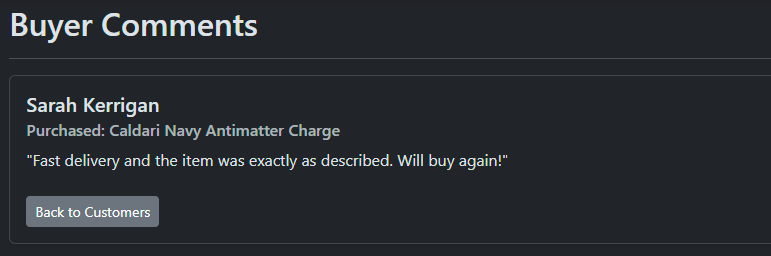 Buyer Comments
Sarah Kerrigan
Purchased: Caldari Navy Antimatter Charge
"Fast delivery and the item was exactly as described. Will buy again!"
Back to Customers